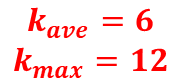 k_ave = 6
k_max = 12